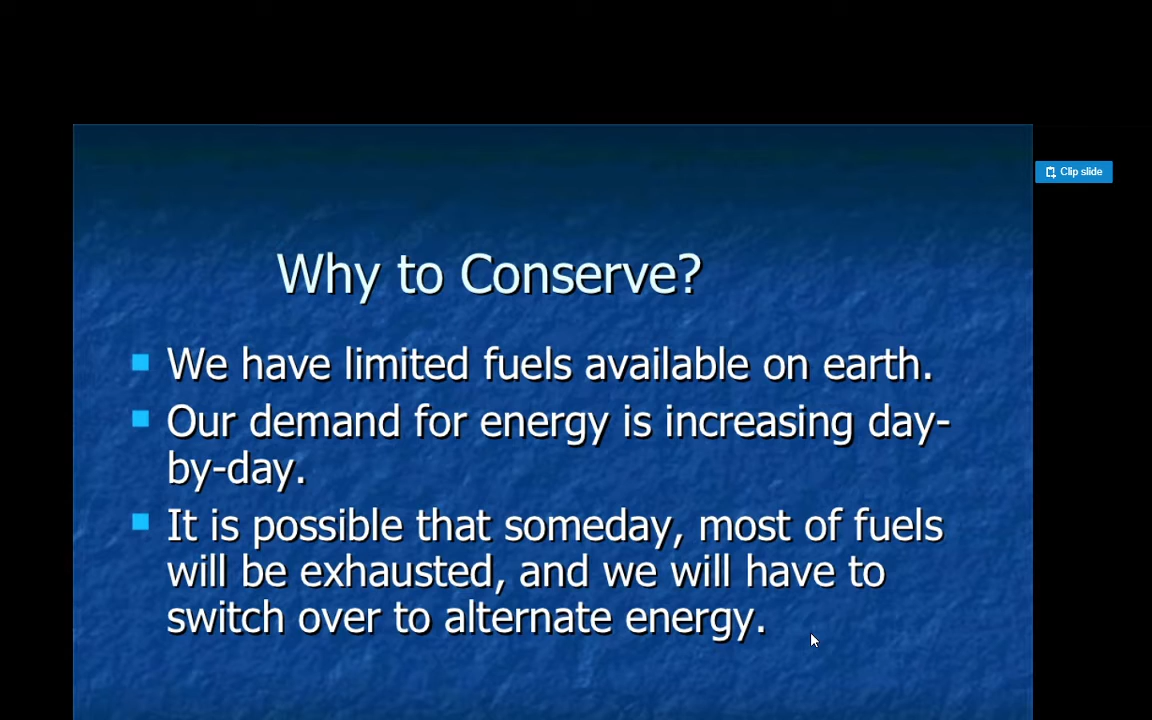 Clip slide
Why to Conserve?
We have limited fuels available on earth.
Our demand for energy is increasing day-
by-day.
It is possible that someday, most of fuels
will be exhausted, and we will have to
switch over to alternate energy.